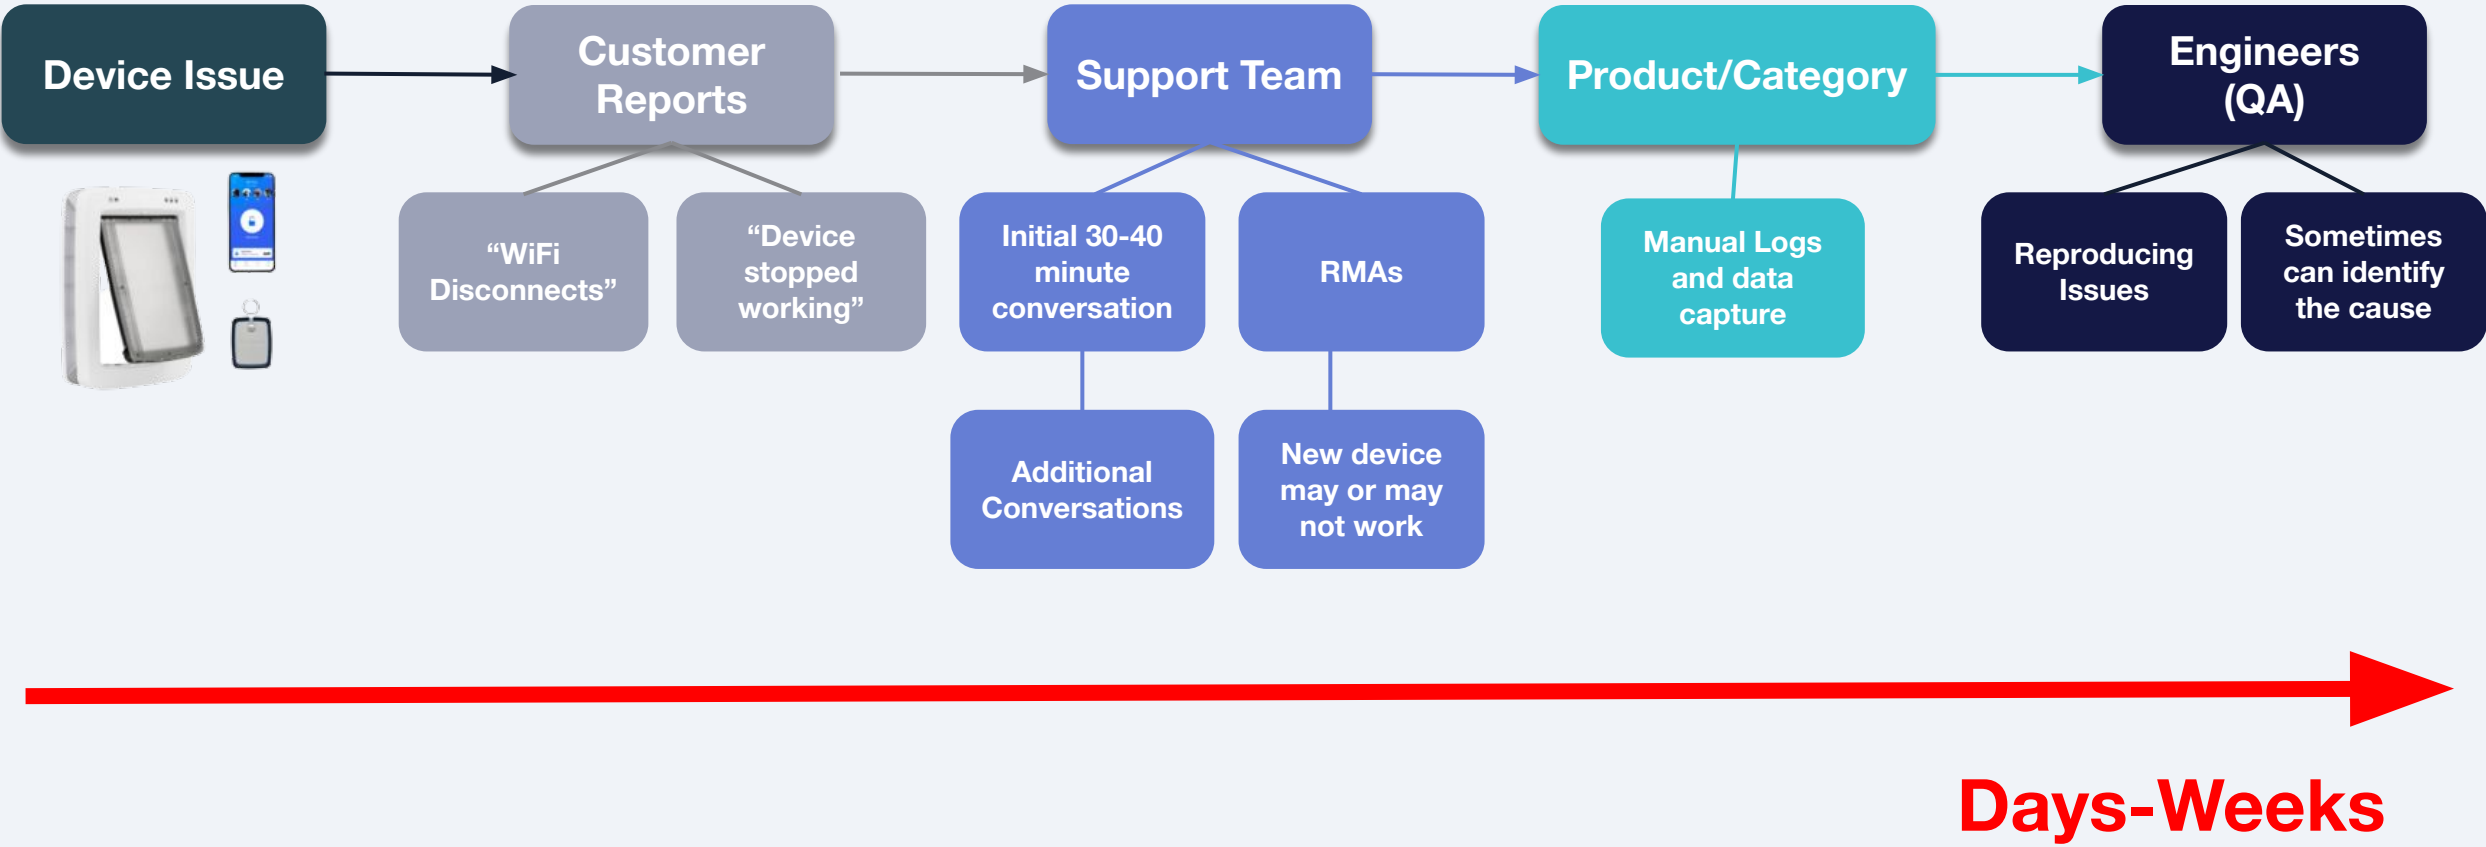 Device Issue
Customer
Reports
Support Team
Product/Category
Engineers
(QA)
“WiFi
Disconnects”
“Device
stopped
working”
Initial 30-40
minute
conversation
RMAs
Manual Logs
and data
capture
Reproducing
Issues
Sometimes
can identify
the cause
Additional
Conversations
New device
may or may
not work
Days-Weeks